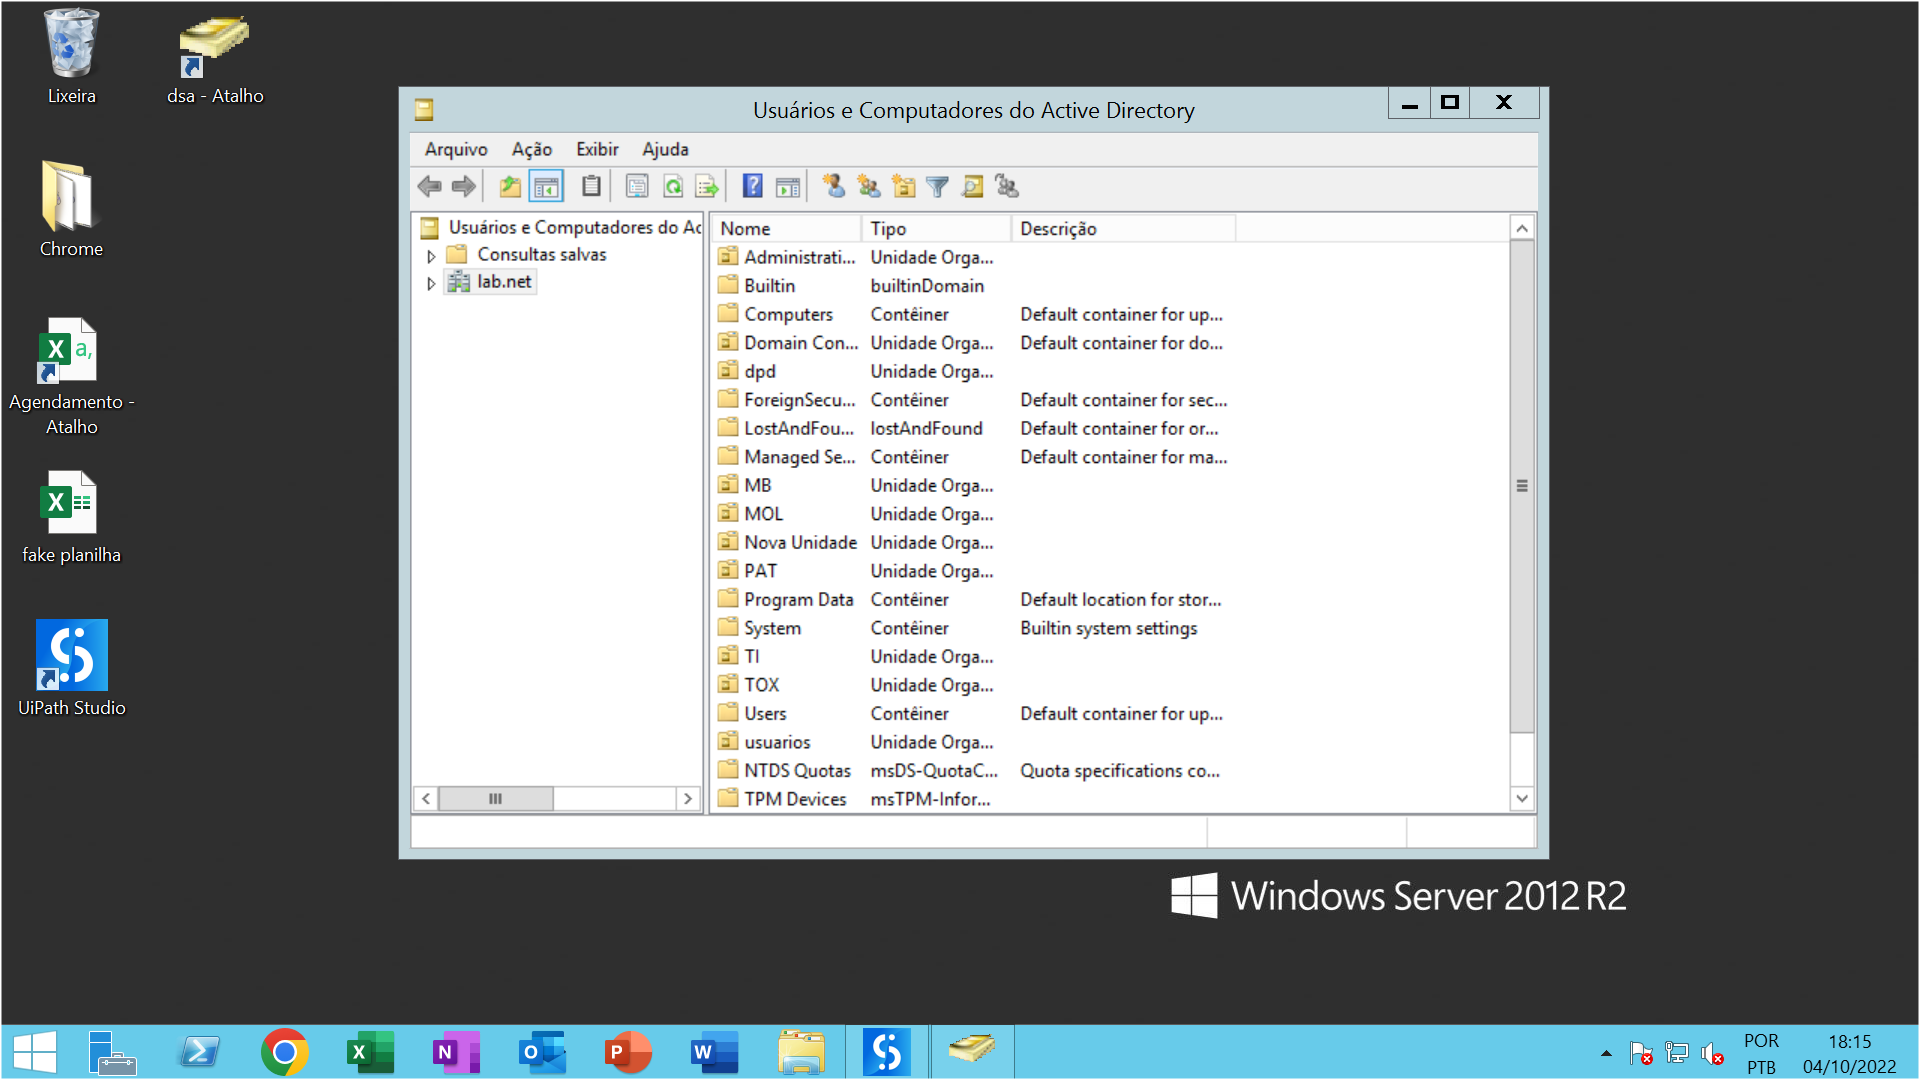 Lixeira
dsa - Atalho
Chrome
Agendamento -
Atalho
fake planilha
UiPath Studio
Usuários e Computadores do Active Directory
Arquivo Ação Exibir Ajuda
Usuários e Computadores do Ac
Consultas salvas
lab.net
Nome Tipo Descrição
Administrati... Unidade Orga...
Builtin builtinDomain
Computers Contêiner Default container for up...
Domain Con... Unidade Orga... Default container for do...
dpd Unidade Orga...
ForeignSecu... Contêiner Default container for sec...
LostAndFou... lostAndFound Default container for or...
Managed Se... Contêiner Default container for ma...
MB Unidade Orga...
MOL Unidade Orga...
Nova Unidade Unidade Orga...
PAT Unidade Orga...
Program Data Contêiner Default location for stor...
System Contêiner Builtin system settings
TI Unidade Orga...
TOX Unidade Orga...
Users Contêiner Default container for up...
usuarios Unidade Orga...
NTDS Quotas msDS-QuotaC... Quota specifications co...
TPM Devices msTPM-Infor...
Windows Server 2012 R2
POR
PTB
18:15
04/10/2022